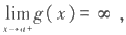 lim g(x) = ∞ ,
x→a+